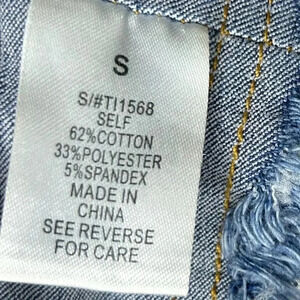 S
S/#TI1568
SELF
62%COTTON
33%POLYESTER
5%SPANDEX
MADE IN
CHINA
SEE REVERSE
FOR CARE